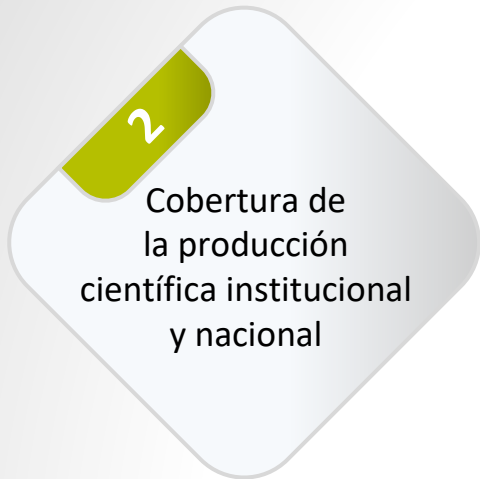 2
Cobertura de
la producción
científica institucional
y nacional